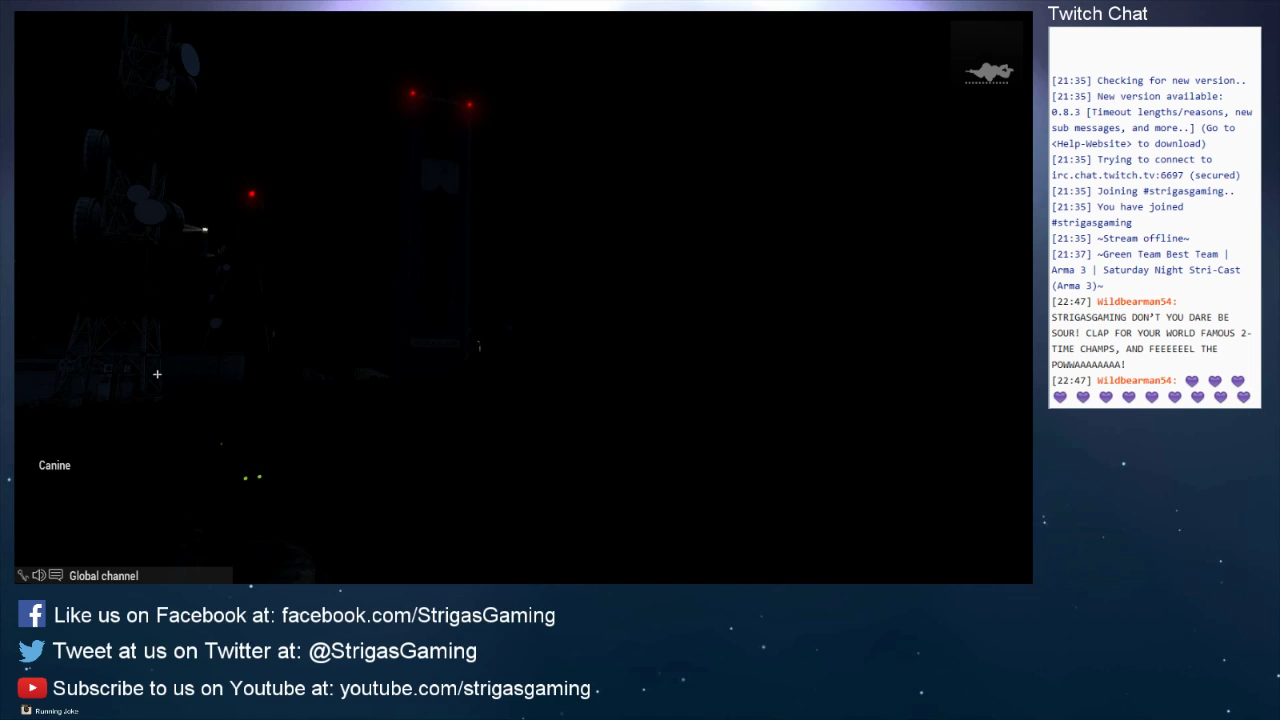 Twitch Chat
[21:35] Checking for new version..
[21:35] New version available:
0.8.3 [Timeout lengths/reasons, new
sub messages, and more..] (Go to
<Help-Website> to download)
[21:35] Trying to connect to
irc.chat.twitch.tv:6697 (secured)
[21:35] Joining #strigasgaming..
[21:35] You have joined
#strigasgaming
[21:35] ~Stream offline~
[21:37] ~Green Team Best Team |
Arma 3 | Saturday Night Stri-Cast
(Arma 3)~
[22:47] Wildbearman54:
STRIGASGAMING DON'T YOU DARE BE
SOUR! CLAP FOR YOUR WORLD FAMOUS 2-
TIME CHAMPS, AND FEEEEEEL THE
POWWAAAAAAAA!
[22:47] Wildbearman54:
Canine
Global channel
Like us on Facebook at: facebook.com/StrigasGaming
Tweet at us on Twitter at: @StrigasGaming
Subscribe to us on Youtube at: youtube.com/strigasgaming
Running Joke